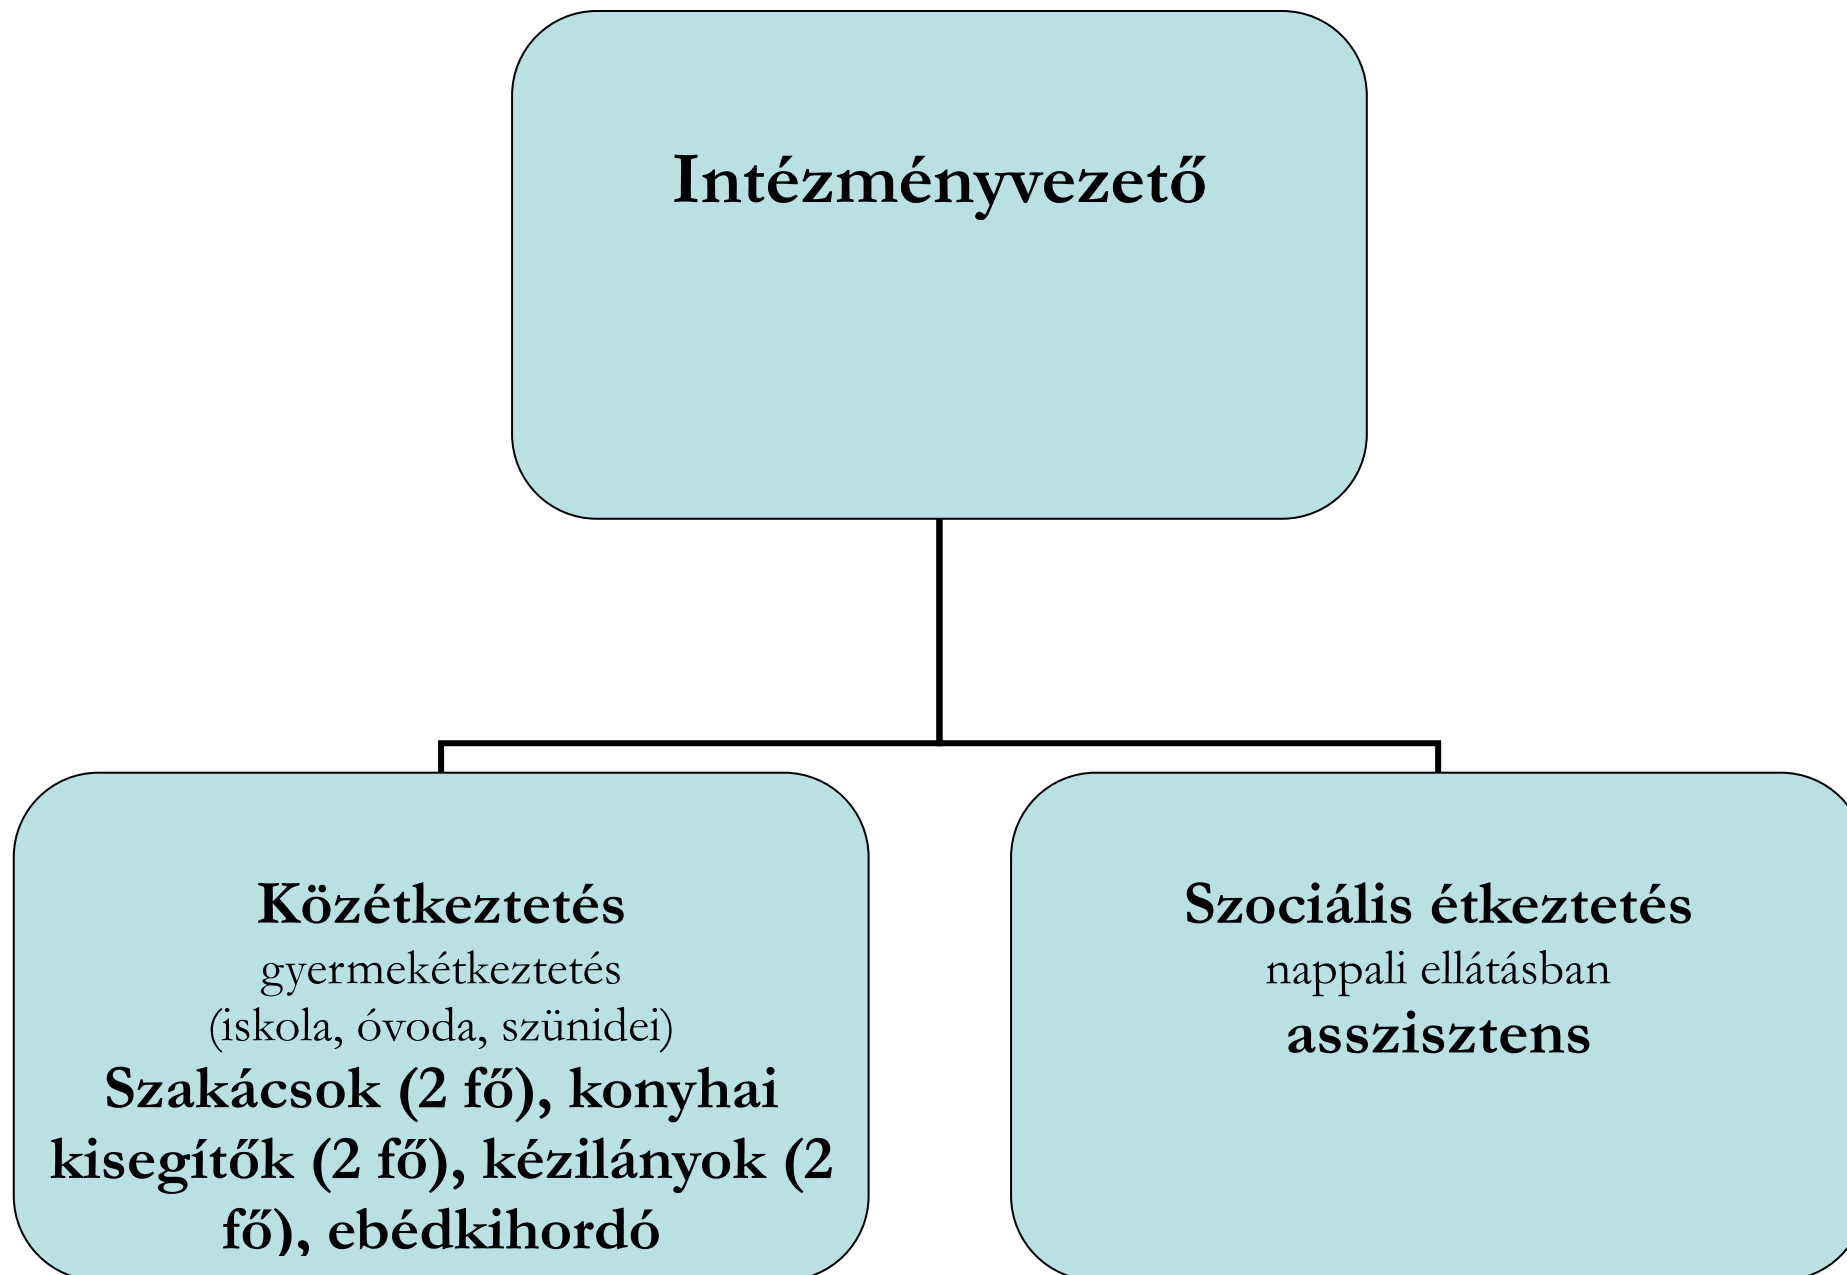 Intézményvezető
Közétkeztetés
gyermekétkeztetés
(iskola, óvoda, szünidei)
Szakácsok (2 fő), konyhai
kisegítők (2 fő), kézilányok (2
fő), ebédkihordó
Szociális étkeztetés
nappali ellátásban
asszisztens